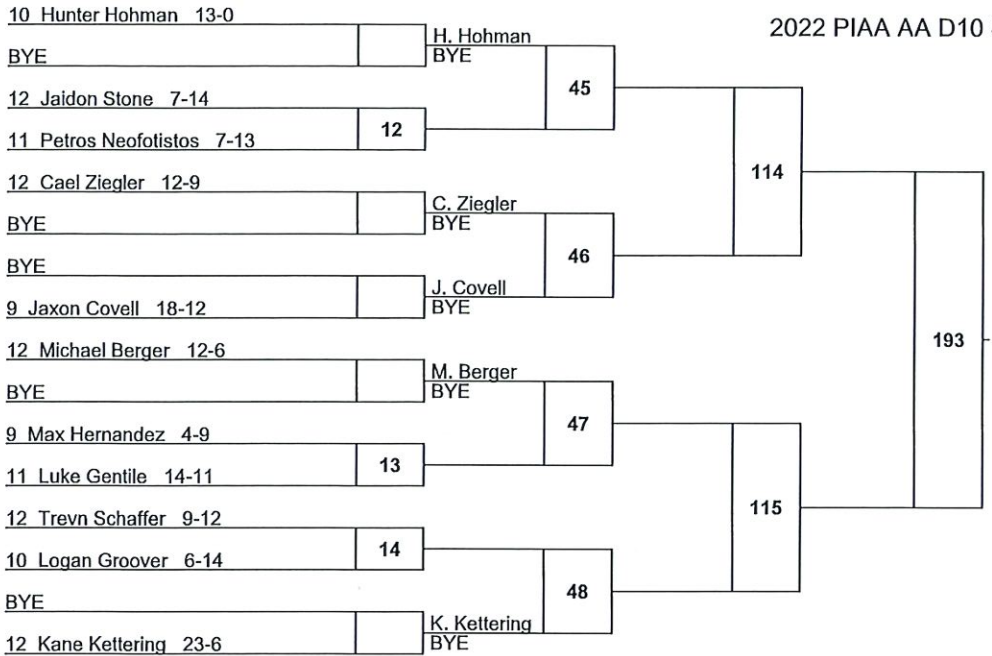 10 Hunter Hohman 13-0
2022 PIAA AA D10
H. Hohman
BYE
BYE
45
12 Jaidon Stone 7-14
12
11 Petros Neofotistos 7-13
114
12 Cael Ziegler 12-9
C. Ziegler
BYE
BYE
46
BYE
J. Covell
BYE
9 Jaxon Covell 18-12
193
12 Michael Berger 12-6
M. Berger
BYE
BYE
47
9 Max Hernandez 4-9
13
11 Luke Gentile 14-11
115
12 Trevn Schaffer 9-12
14
10 Logan Groover 6-14
48
BYE
K. Kettering
BYE
12 Kane Kettering 23-6